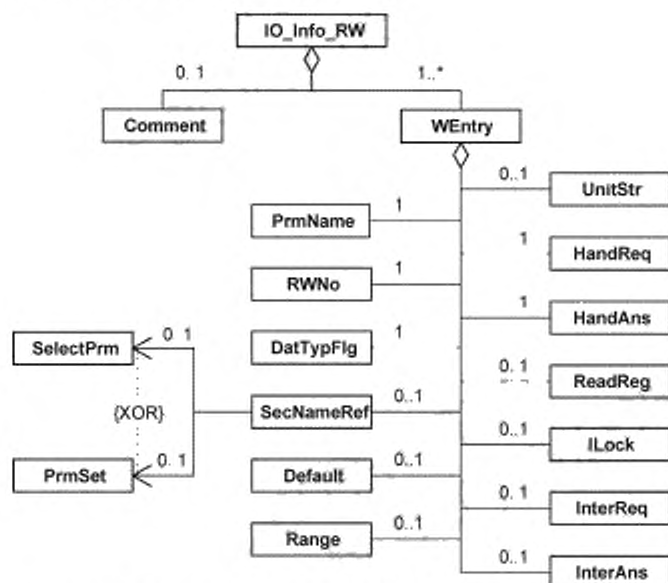 IO_Info_RW
0. 1
1..*
Comment
WEntry
0..1
UnitStr
PrmName
1
1
HandReq
RWNo
1
1
HandAns
SelectPrm
0 1
DatTypFlg
1
0..1
ReadReg
{XOR}
SecNameRef
0..1
0..1
ILock
PrmSet
0. 1
Default
0..1
0..1
InterReq
Range
0..1
0..1
InterAns